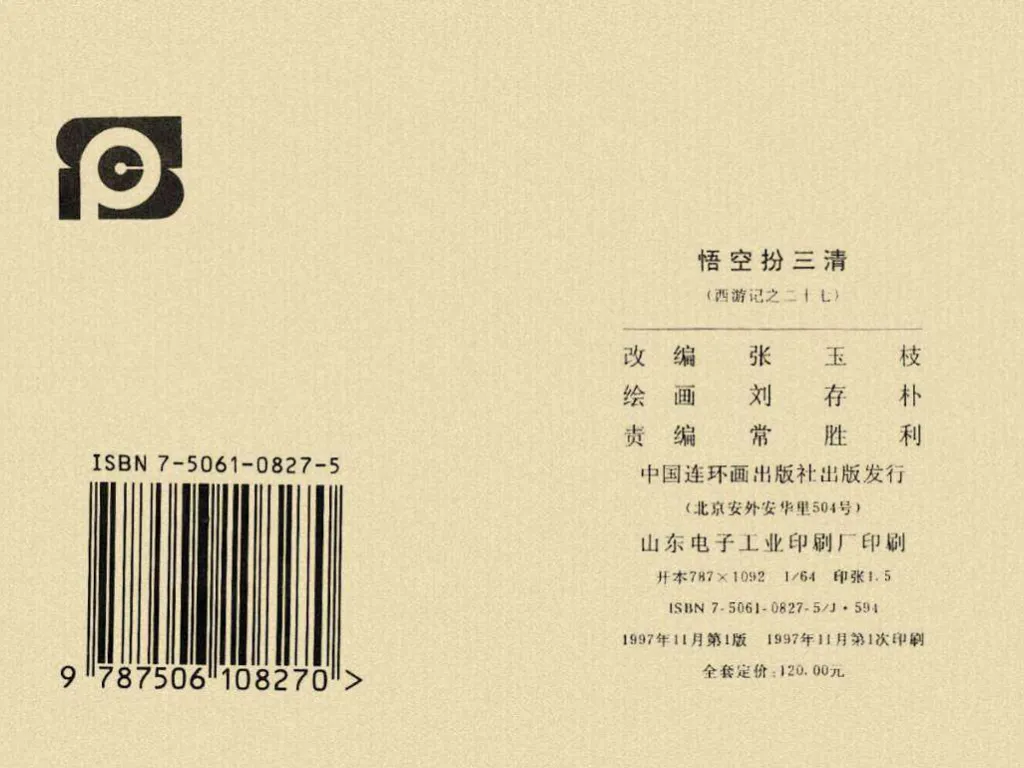 ISBN 7-5061-0827-5
9 787506 108270 >
悟空扮三清
(西游记之二十七)
改 编 张 玉 枝
绘 画 刘 存 朴
责 编 常 胜 利
中国连环画出版社出版发行
(北京安外安华里504号)
山东电子工业印刷厂印刷
开本787×1092 1/64 印张1.5
ISBN 7-5061-0827-5/J·594
1997年11月第1版 1997年11月第1次印刷
全套定价:120.00元